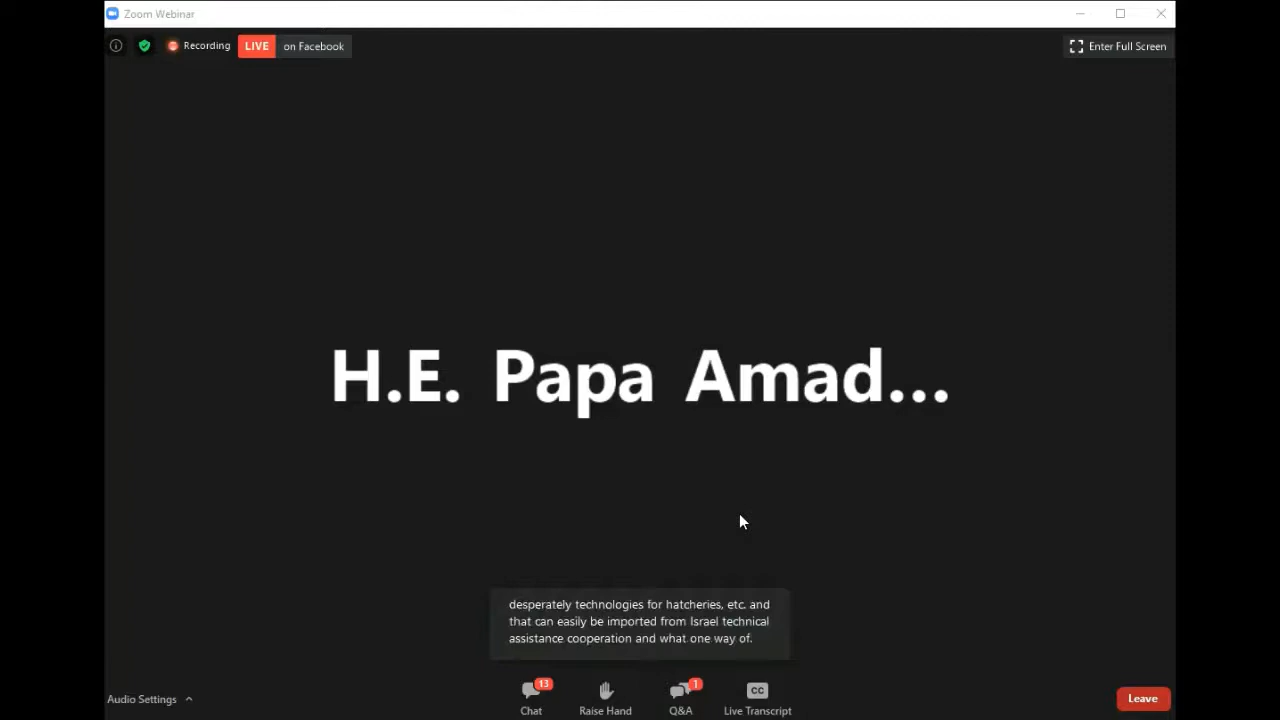 Zoom Webinar
Recording
LIVE on Facebook
Enter Full Screen
H.E. Papa Amad...
desperately technologies for hatcheries, etc. and
that can easily be imported from Israel technical
assistance cooperation and what one way of.
Audio Settings
13
Chat
Raise Hand
1
Q&A
CC
Live Transcript
Leave